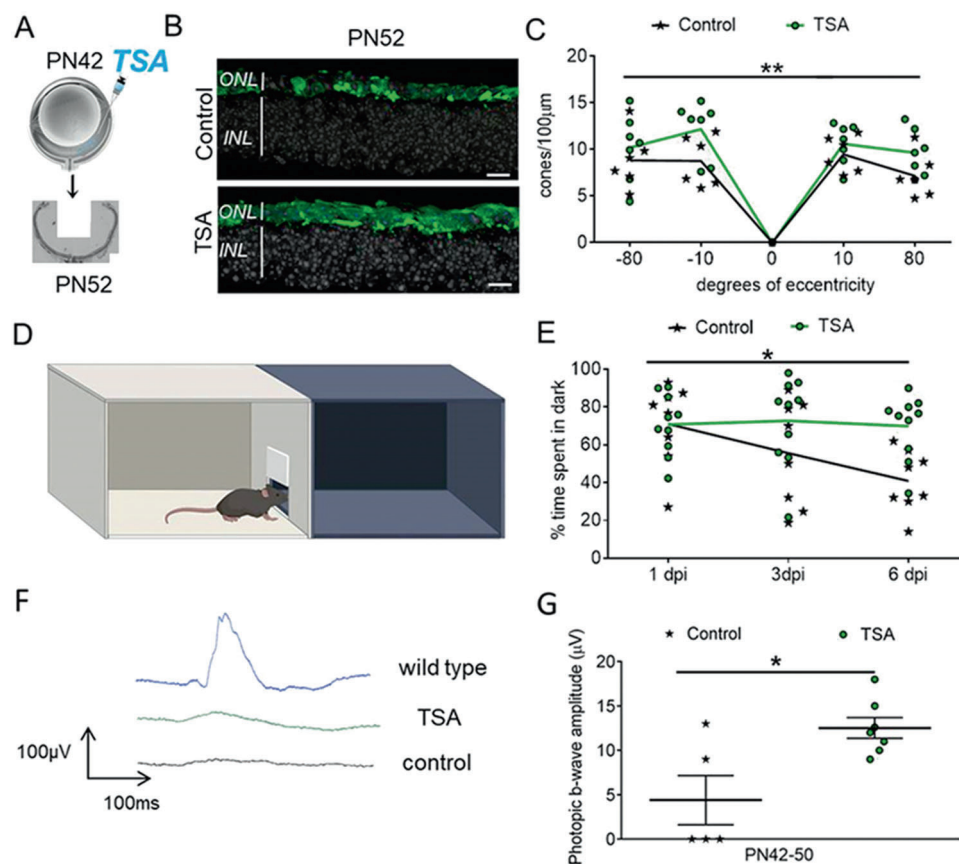 A
PN42 TSA
PN52
B
PN52
Control
ONL
INL
TSA
ONL
INL
C
Control TSA
**
cones/100µm
20
15
10
5
0
-80 -10 0 10 80
degrees of eccentricity
D
E
Control TSA
*
% time spent in dark
100
80
60
40
20
0
1 dpi 3dpi 6 dpi
F
wild type
TSA
control
100µV
100ms
G
Control TSA
*
Photopic b-wave amplitude (µV)
20
15
10
5
0
PN42-50